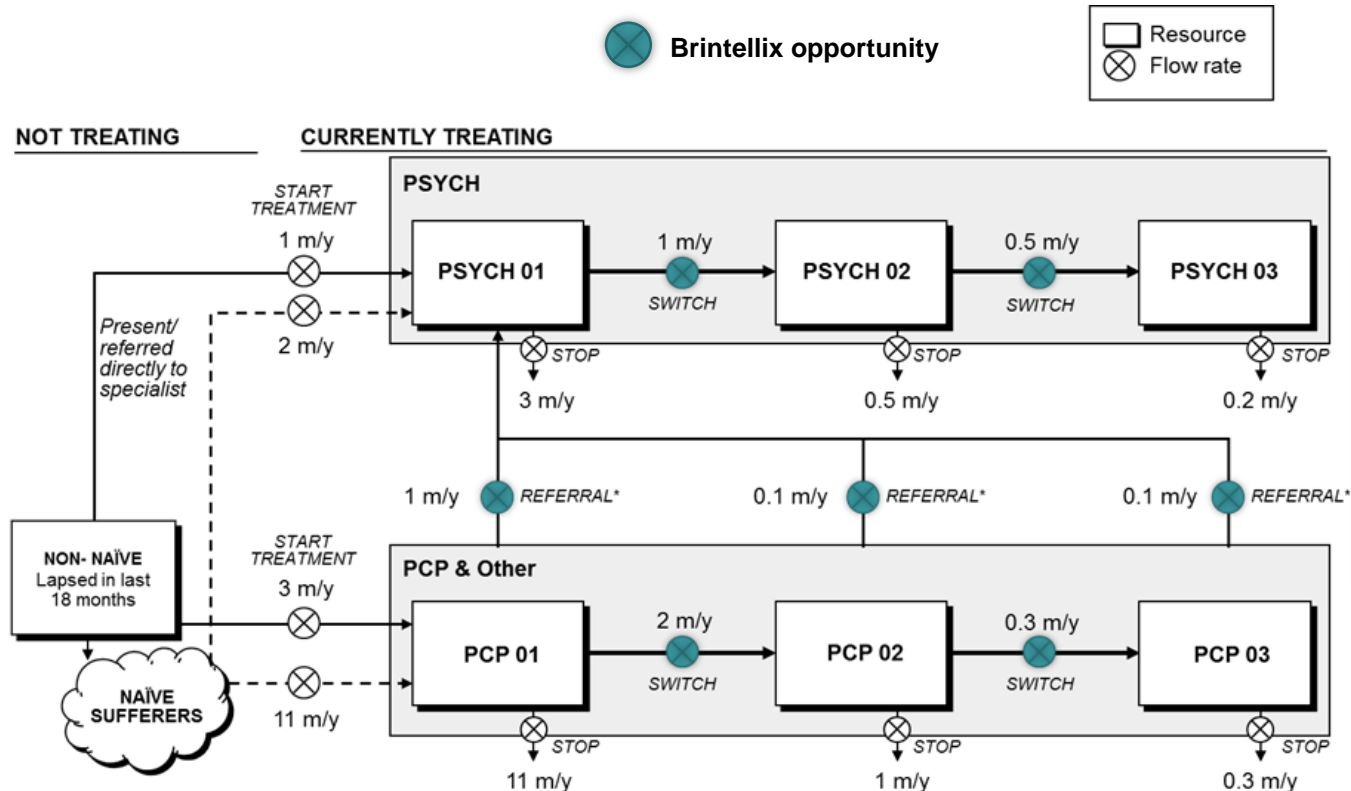 Brintellix opportunity
Resource
Flow rate
NOT TREATING
CURRENTLY TREATING
PSYCH
START
TREATMENT
1 m/y
2 m/y
Present/
referred
directly to
specialist
PSYCH 01
1 m/y
SWITCH
PSYCH 02
0.5 m/y
SWITCH
PSYCH 03
STOP
3 m/y
STOP
0.5 m/y
STOP
0.2 m/y
1 m/y
REFERRAL*
0.1 m/y
REFERRAL*
0.1 m/y
REFERRAL*
NON- NAÏVE
Lapsed in last
18 months
NAÏVE
SUFFERERS
START
TREATMENT
3 m/y
11 m/y
PCP & Other
PCP 01
2 m/y
SWITCH
PCP 02
0.3 m/y
SWITCH
PCP 03
STOP
11 m/y
STOP
1 m/y
STOP
0.3 m/y